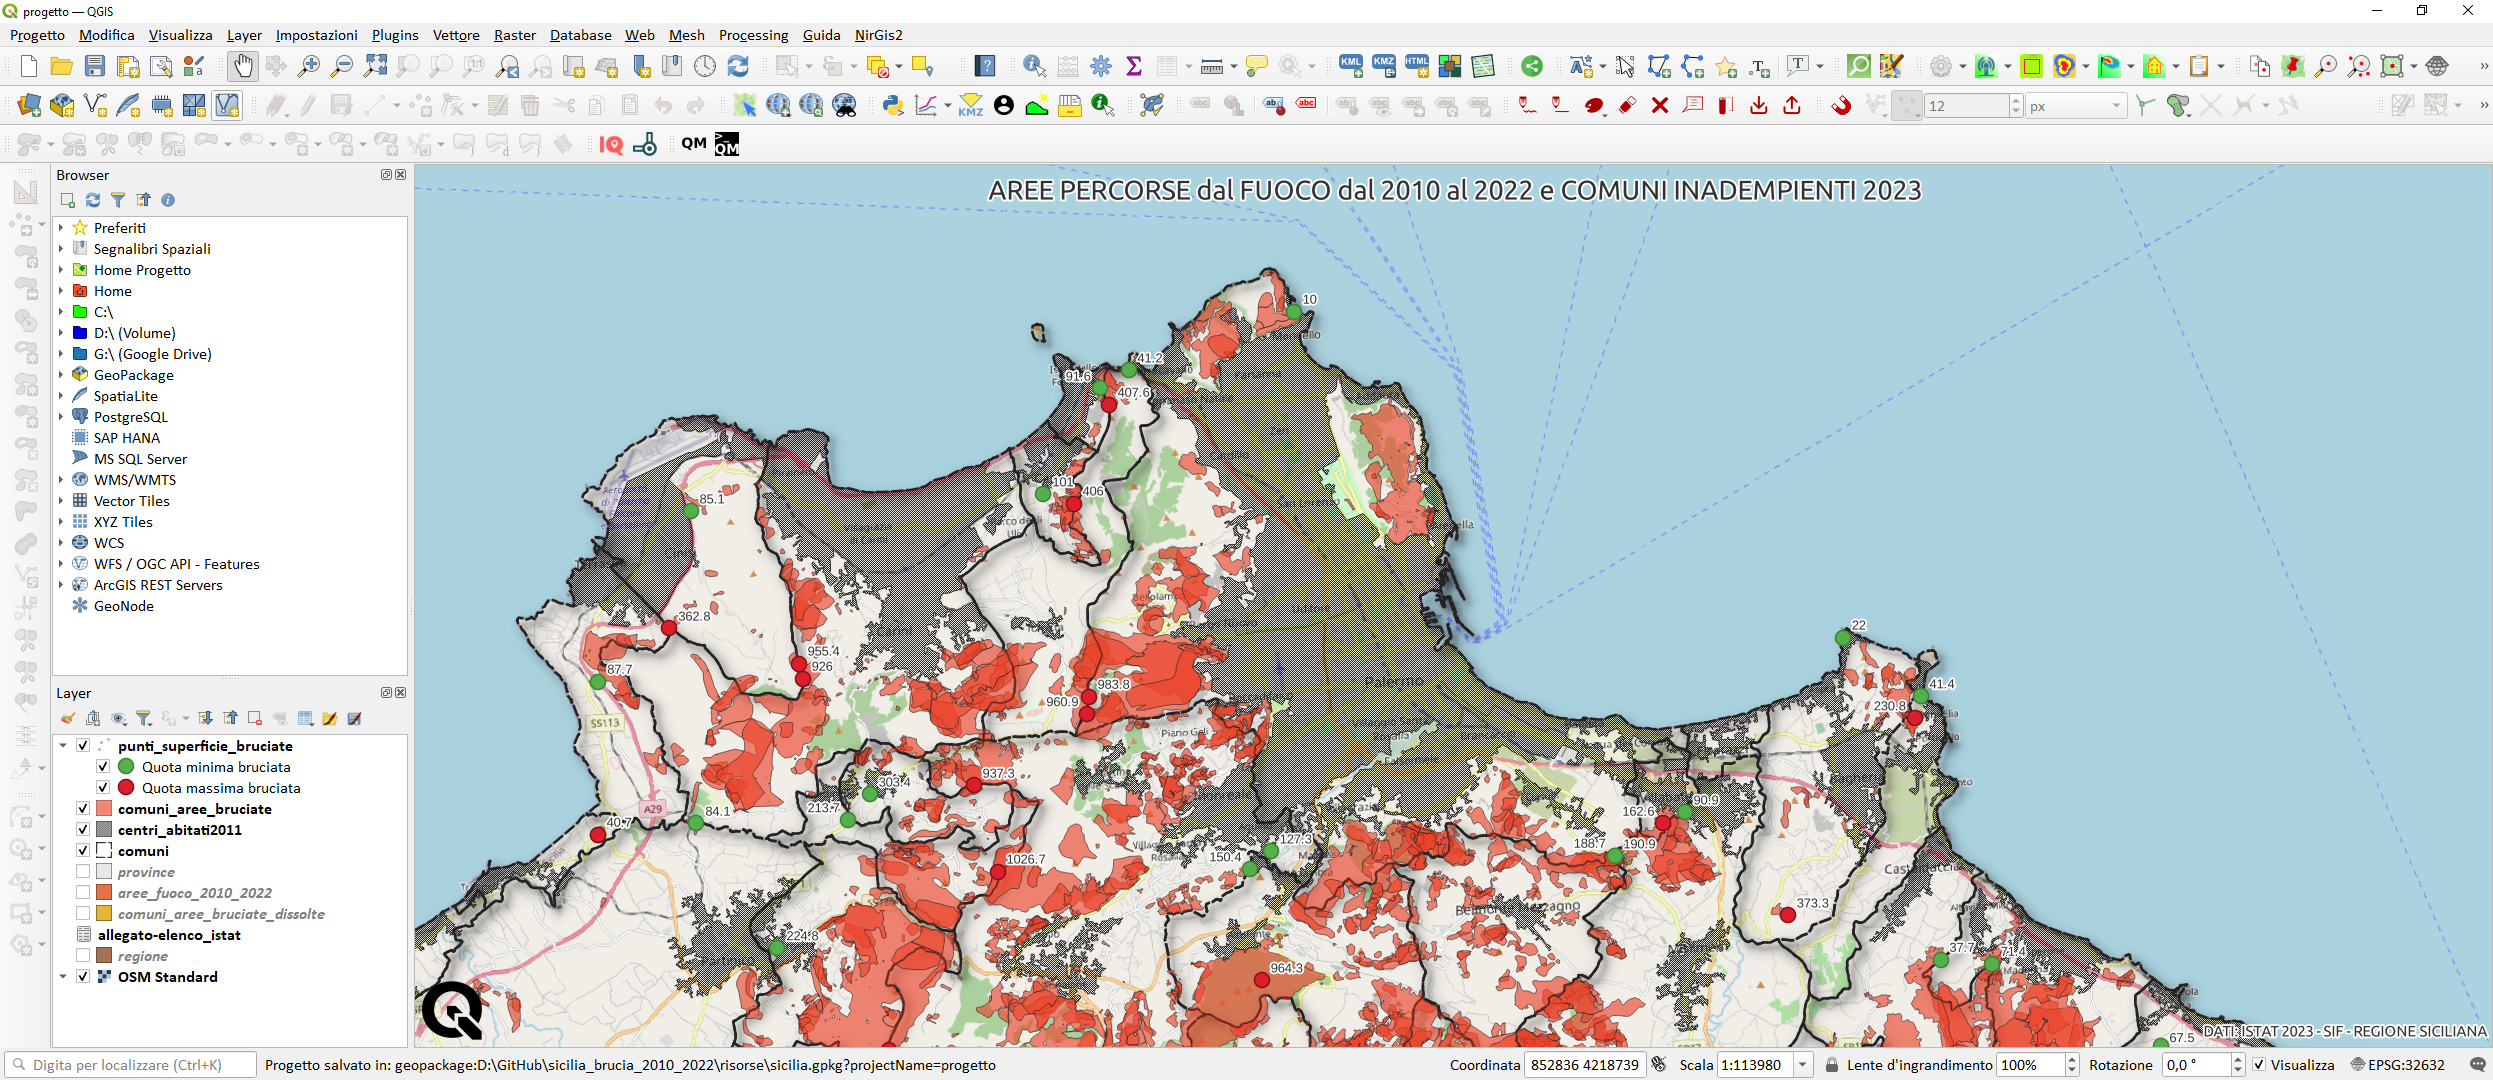 progetto — QGIS
Progetto Modifica Visualizza Layer Impostazioni Plugins Vettore Raster Database Web Mesh Processing Guida NirGis2
KML KMZ HTML
KMZ abc abc 12 px
IQ QM QM
Browser
Preferiti
Segnalibri Spaziali
Home Progetto
Home
C:\
D:\ (Volume)
G:\ (Google Drive)
GeoPackage
SpatiaLite
PostgreSQL
SAP HANA
MS SQL Server
WMS/WMTS
Vector Tiles
XYZ Tiles
WCS
WFS / OGC API - Features
ArcGIS REST Servers
GeoNode
Layer
punti_superficie_bruciate
Quota minima bruciata
Quota massima bruciata
comuni_aree_bruciate
centri_abitati2011
comuni
province
aree_fuoco_2010_2022
comuni_aree_bruciate_dissolte
allegato-elenco_istat
regione
OSM Standard
AREE PERCORSE dal FUOCO dal 2010 al 2022 e COMUNI INADEMPIENTI 2023
10
41.2
91.6
407.6
101
406
85.1
362.8
955.4
926
87.7
983.8
960.9
SS113
Piano Geli
22
41.4
230.8
937.3
303.4
213.7
A29
84.1
40.7
162.6
90.9
127.3
150.4
188.7
190.9
1026.7
373.3
224.8
964.3
37.7
71.4
67.5
DATI: ISTAT 2023 - SIF - REGIONE SICILIANA
Digita per localizzare (Ctrl+K)
Progetto salvato in: geopackage:D:\GitHub\sicilia_brucia_2010_2022\risorse\sicilia.gpkg?projectName=progetto
Coordinata 852836 4218739 Scala 1:113980 Lente d'ingrandimento 100% Rotazione 0,0 ° Visualizza EPSG:32632